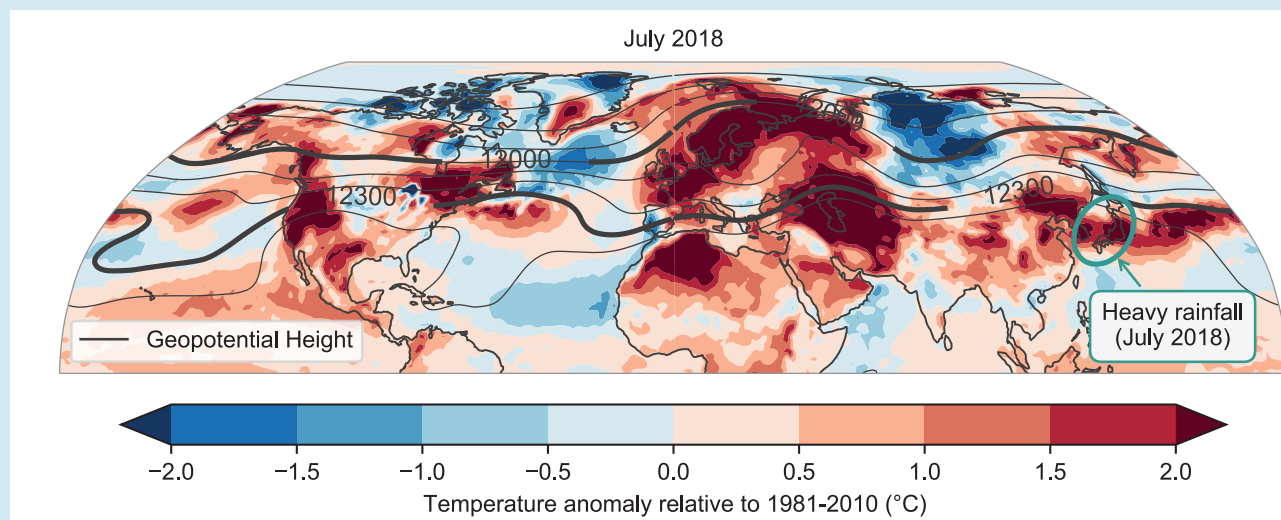 July 2018
12000
12000
12300
12300
Heavy rainfall
(July 2018)
Geopotential Height
−2.0 −1.5 −1.0 −0.5 0.0 0.5 1.0 1.5 2.0
Temperature anomaly relative to 1981-2010 (°C)